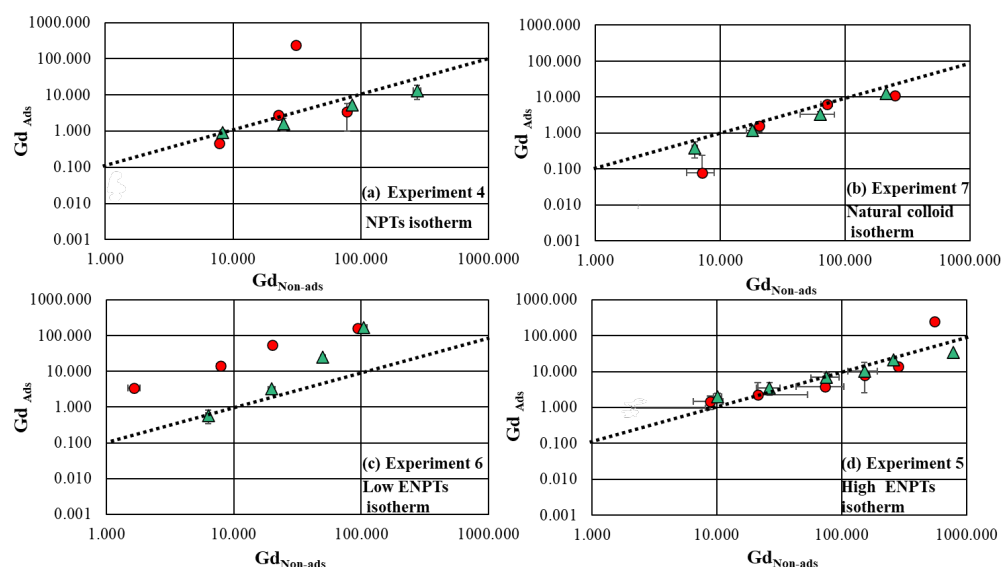 1000.000
100.000
10.000
1.000
0.100
0.010
0.001
Gd Ads
(a) Experiment 4
NPTs isotherm
1.000 10.000 100.000 1000.000
Gd Non-ads
1000.000
100.000
10.000
1.000
0.100
0.010
0.001
Gd Ads
(b) Experiment 7
Natural colloid
isotherm
1.000 10.000 100.000 1000.000
Gd Non-ads
1000.000
100.000
10.000
1.000
0.100
0.010
0.001
Gd Ads
(c) Experiment 6
Low ENPTs
isotherm
1.000 10.000 100.000 1000.000
Gd Non-ads
1000.000
100.000
10.000
1.000
0.100
0.010
0.001
Gd Ads
(d) Experiment 5
High ENPTs
isotherm
1.000 10.000 100.000 1000.000
Gd Non-ads